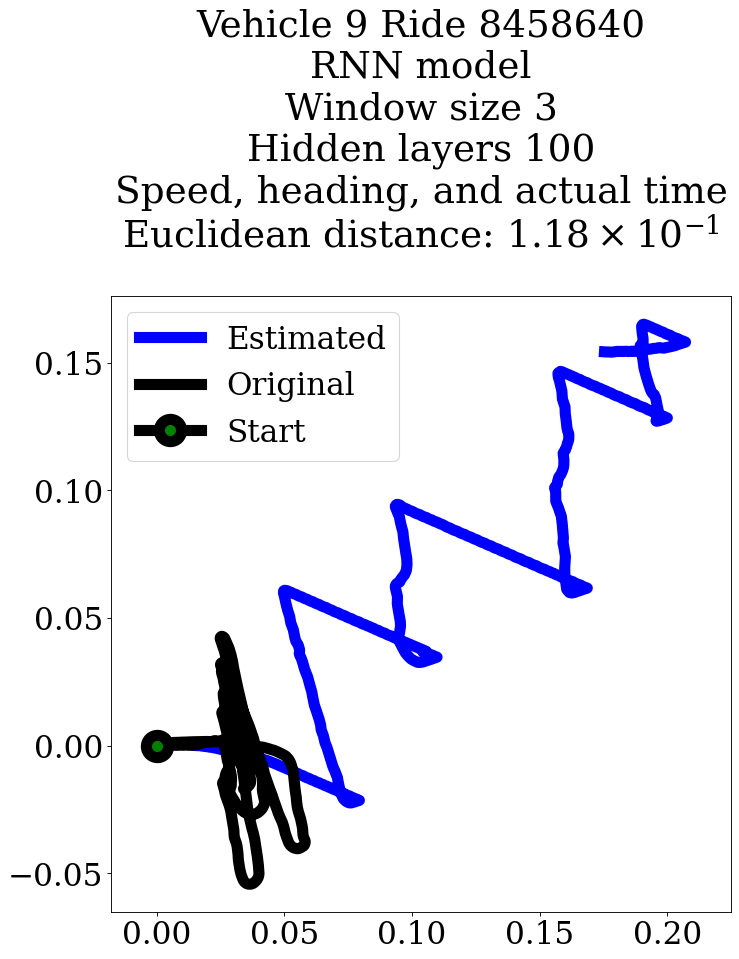 Vehicle 9 Ride 8458640
RNN model
Window size 3
Hidden layers 100
Speed, heading, and actual time
Euclidean distance: 1.18 × 10⁻¹
Estimated
Original
Start
0.15
0.10
0.05
0.00
−0.05
0.00 0.05 0.10 0.15 0.20